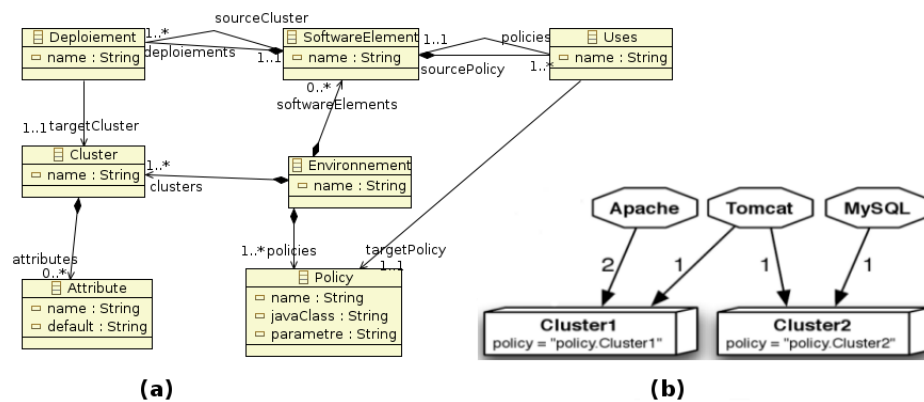 sourceCluster
Deploiement
name : String
1..*
deploiements
1..1
SoftwareElement
name : String
1..1
sourcePolicy
policies
1..*
Uses
name : String
0..*
softwareElements
1..1
targetCluster
Cluster
name : String
1..*
clusters
Environnement
name : String
attributes
0..*
1..*
policies
targetPolicy
1..1
Attribute
name : String
default : String
Policy
name : String
javaClass : String
parametre : String
(a)
Apache
Tomcat
MySQL
2
1
1
1
Cluster1
policy = "policy.Cluster1"
Cluster2
policy = "policy.Cluster2"
(b)